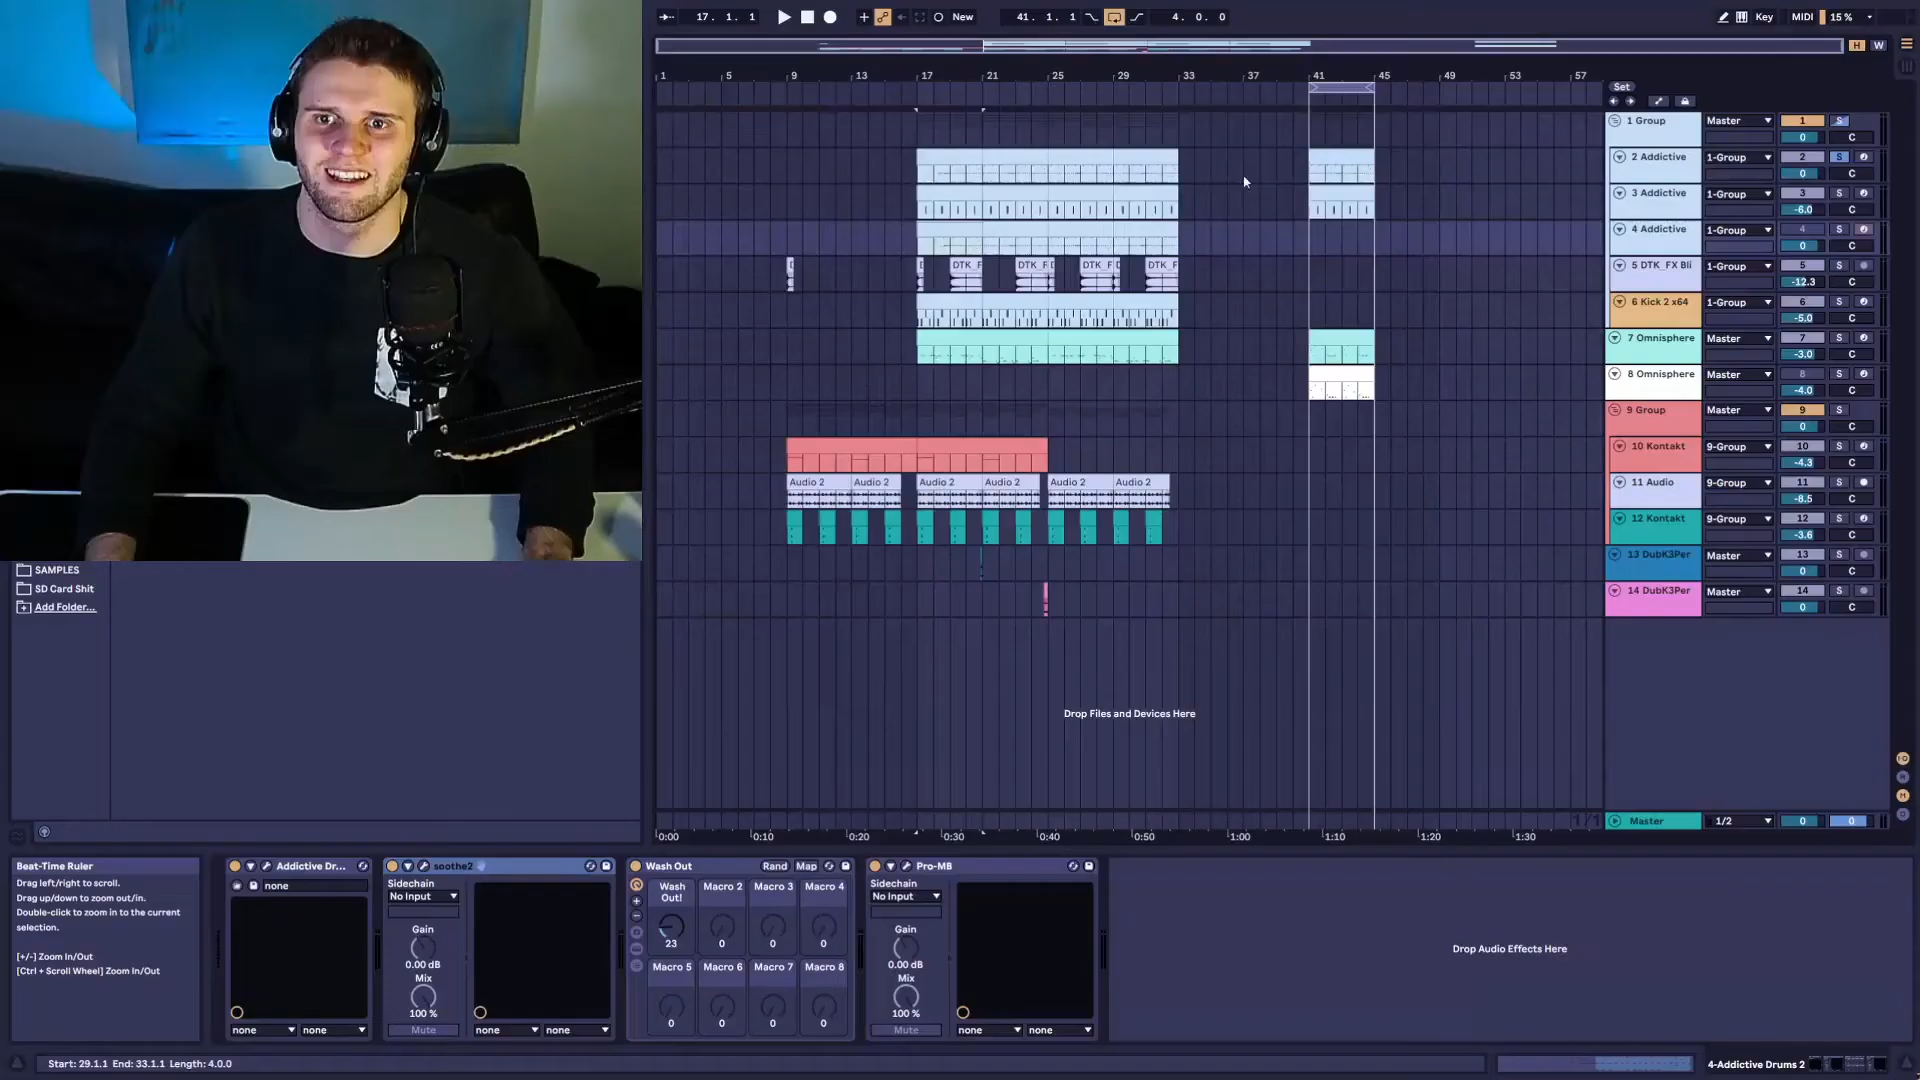 17. 1. 1
New
41. 1. 1
4. 0. 0
Key
MIDI
15 %
H
W
1 5 9 13 17 21 25 29 33 37 41 45 49 53 57
Set
1 Group Master 1 S
0 C
2 Addictive 1-Group 2 S
0 C
3 Addictive 1-Group 3 S
-6.0 C
4 Addictive 1-Group 4 S
0 C
DTK_F DTK_F DTK_F DTK_F
5 DTK_FX Bli 1-Group 5 S
-12.3 C
6 Kick 2 x64 1-Group 6 S
-5.0 C
7 Omnisphere Master 7 S
-3.0 C
8 Omnisphere Master 8 S
-4.0 C
9 Group Master 9 S
0 C
10 Kontakt 9-Group 10 S
-4.3 C
Audio 2 Audio 2 Audio 2 Audio 2 Audio 2 Audio 2
11 Audio 9-Group 11 S
-8.5 C
12 Kontakt 9-Group 12 S
-3.6 C
13 DubK3Per Master 13 S
0 C
14 DubK3Per Master 14 S
0 C
SAMPLES
SD Card Shit
Add Folder...
Drop Files and Devices Here
1/1
Master 1/2 0 0
0:00 0:10 0:20 0:30 0:40 0:50 1:00 1:10 1:20 1:30
Beat-Time Ruler
Drag left/right to scroll.
Drag up/down to zoom out/in.
Double-click to zoom in to the current
selection.
[+/-] Zoom In/Out
[Ctrl + Scroll Wheel] Zoom In/Out
Addictive Dr...
none
none none
soothe2
Sidechain
No Input
Gain
0.00 dB
Mix
100 %
Mute
none none
Wash Out Rand Map
Wash
Out!
Macro 2 Macro 3 Macro 4
23 0 0 0
Macro 5 Macro 6 Macro 7 Macro 8
0 0 0 0
Pro-MB
Sidechain
No Input
Gain
0.00 dB
Mix
100 %
Mute
none none
Drop Audio Effects Here
Start: 29.1.1 End: 33.1.1 Length: 4.0.0
4-Addictive Drums 2